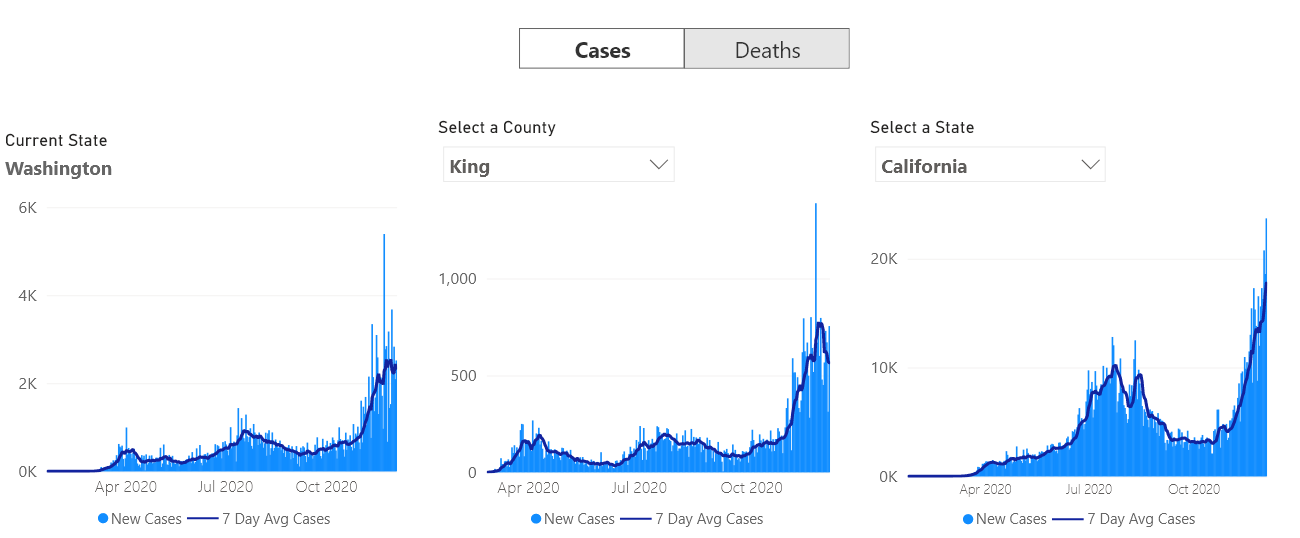 Cases Deaths
Current State
Washington
6K
4K
2K
0K
Apr 2020 Jul 2020 Oct 2020
New Cases 7 Day Avg Cases
Select a County
King
1,000
500
0
Apr 2020 Jul 2020 Oct 2020
New Cases 7 Day Avg Cases
Select a State
California
20K
10K
0K
Apr 2020 Jul 2020 Oct 2020
New Cases 7 Day Avg Cases